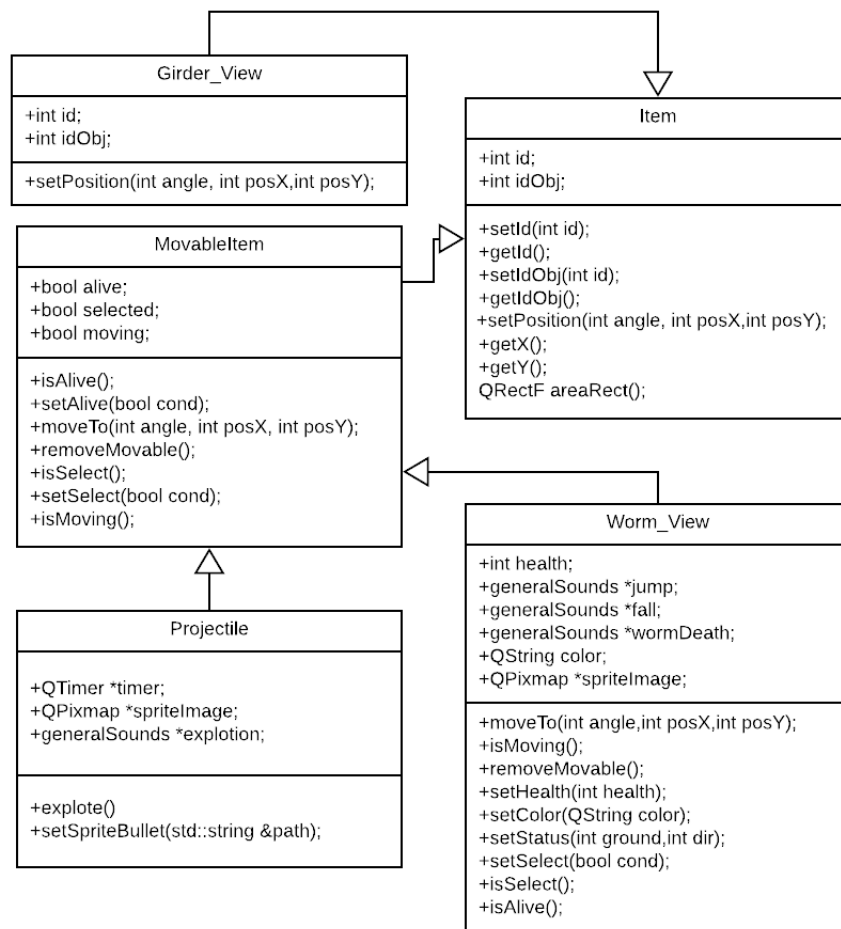 Girder_View
+int id;
+int idObj;
+setPosition(int angle, int posX,int posY);
Item
+int id;
+int idObj;
+setId(int id);
+getId();
+setIdObj(int id);
+getIdObj();
+setPosition(int angle, int posX,int posY);
+getX();
+getY();
QRectF areaRect();
MovableItem
+bool alive;
+bool selected;
+bool moving;
+isAlive();
+setAlive(bool cond);
+moveTo(int angle, int posX, int posY);
+removeMovable();
+isSelect();
+setSelect(bool cond);
+isMoving();
Worm_View
+int health;
+generalSounds *jump;
+generalSounds *fall;
+generalSounds *wormDeath;
+QString color;
+QPixmap *spriteImage;
+moveTo(int angle,int posX,int posY);
+isMoving();
+removeMovable();
+setHealth(int health);
+setColor(QString color);
+setStatus(int ground,int dir);
+setSelect(bool cond);
+isSelect();
+isAlive();
Projectile
+QTimer *timer;
+QPixmap *spriteImage;
+generalSounds *explotion;
+explote()
+setSpriteBullet(std::string &path);